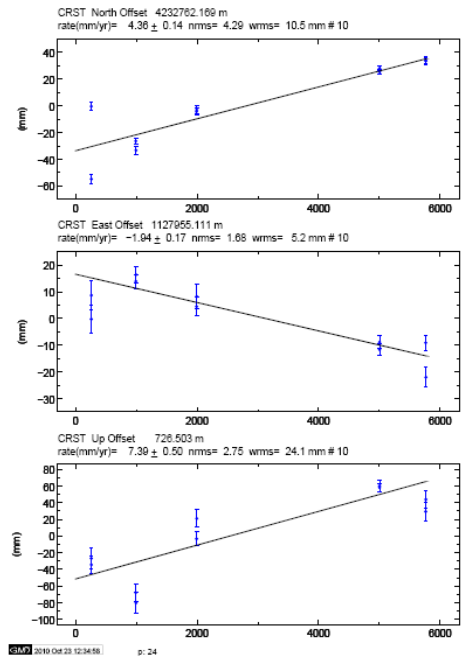 CRST North Offset 4232762.169 m
rate(mm/yr)= 4.36 ± 0.14 nrms= 4.29 wrms= 10.5 mm # 10
40
20
0
−20
−40
−60
(mm)
0 2000 4000 6000
CRST East Offset 1127955.111 m
rate(mm/yr)= −1.94 ± 0.17 nrms= 1.68 wrms= 5.2 mm # 10
20
10
0
−10
−20
−30
(mm)
0 2000 4000 6000
CRST Up Offset 726.503 m
rate(mm/yr)= 7.39 ± 0.50 nrms= 2.75 wrms= 24.1 mm # 10
80
60
40
20
0
−20
−40
−60
−80
−100
(mm)
0 2000 4000 6000
GMT 2019 Oct 23 12:34:58 p: 24